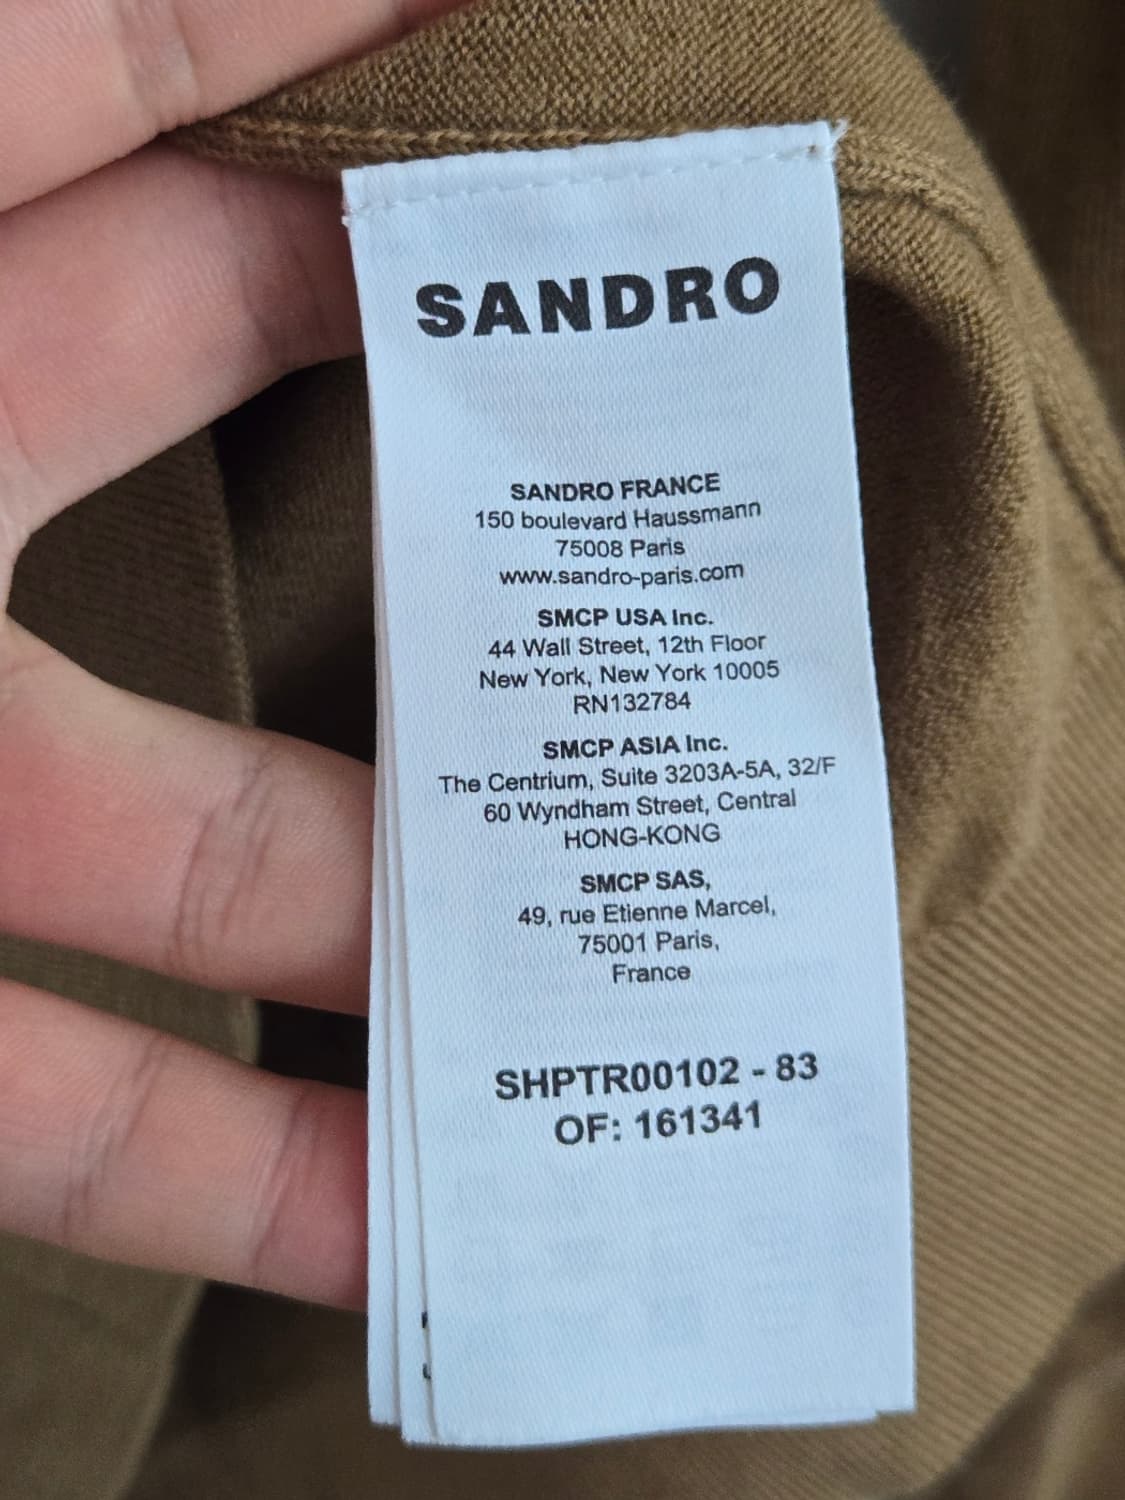 SANDRO
SANDRO FRANCE
150 boulevard Haussmann
75008 Paris
www.sandro-paris.com
SMCP USA Inc.
44 Wall Street, 12th Floor
New York, New York 10005
RN132784
SMCP ASIA Inc.
The Centrium, Suite 3203A-5A, 32/F
60 Wyndham Street, Central
HONG-KONG
SMCP SAS,
49, rue Etienne Marcel,
75001 Paris,
France
SHPTR00102 - 83
OF: 161341